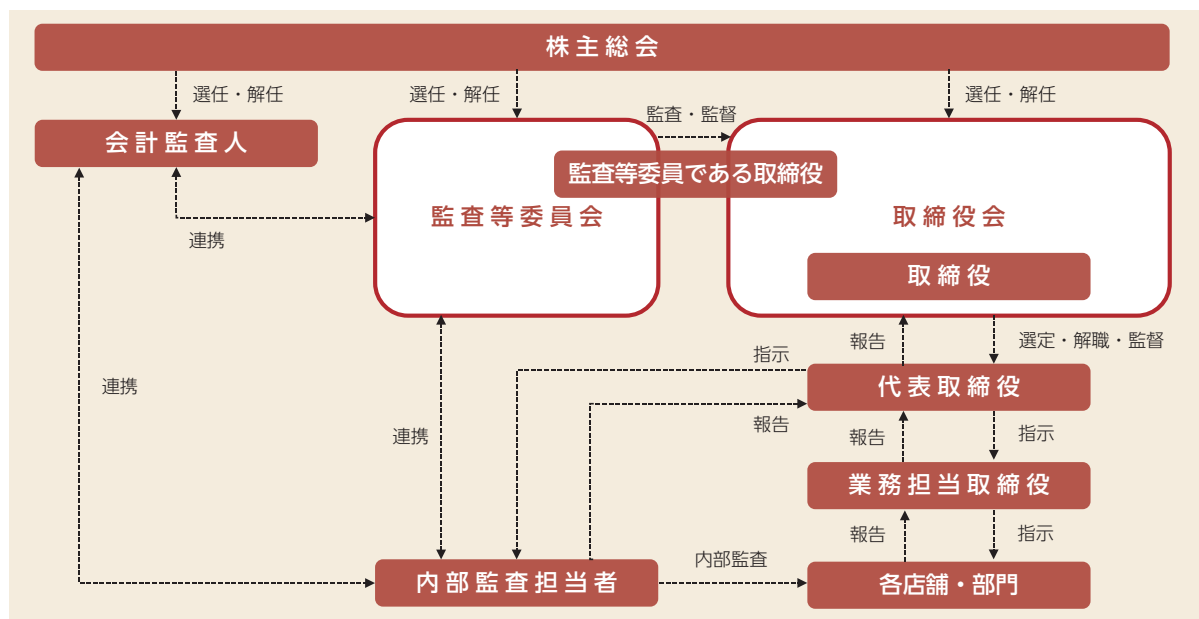 株主総会
選任・解任
選任・解任
選任・解任
会計監査人
監査・監督
監査等委員である取締役
監査等委員会
取締役会
連携
取締役
報告
選定・解職・監督
指示
代表取締役
連携
報告
連携
報告
指示
業務担当取締役
報告
指示
内部監査
内部監査担当者
各店舗・部門